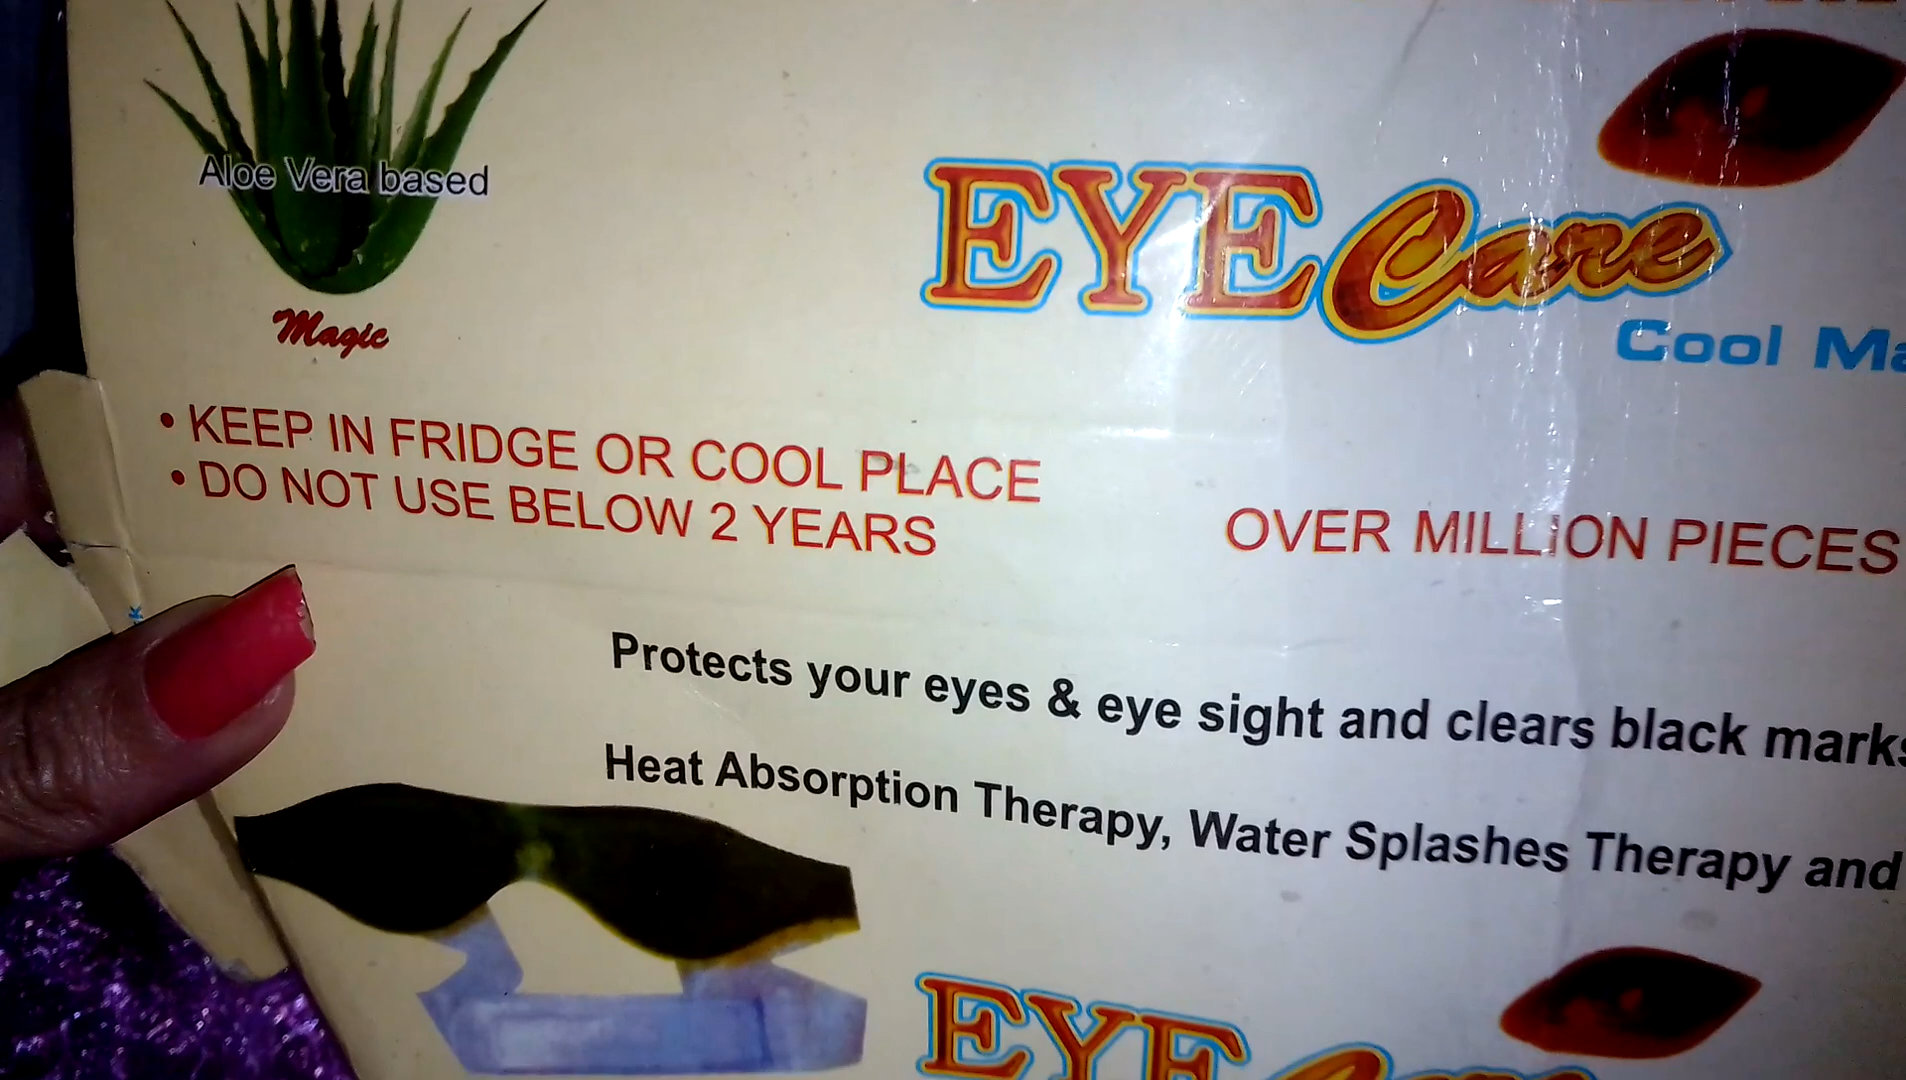 Aloe Vera based
Magic
EYE Care
Cool
• KEEP IN FRIDGE OR COOL PLACE
• DO NOT USE BELOW 2 YEARS
OVER MILLION PIECES
Protects your eyes & eye sight and clears black marks
Heat Absorption Therapy, Water Splashes Therapy and
EYE